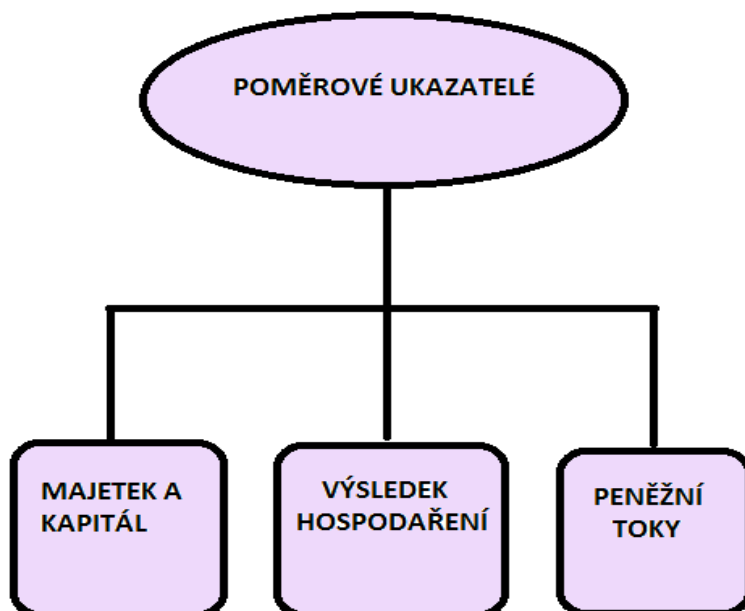 POMĚROVÉ UKAZATELÉ
MAJETEK A
KAPITÁL
VÝSLEDEK
HOSPODAŘENÍ
PENĚŽNÍ
TOKY